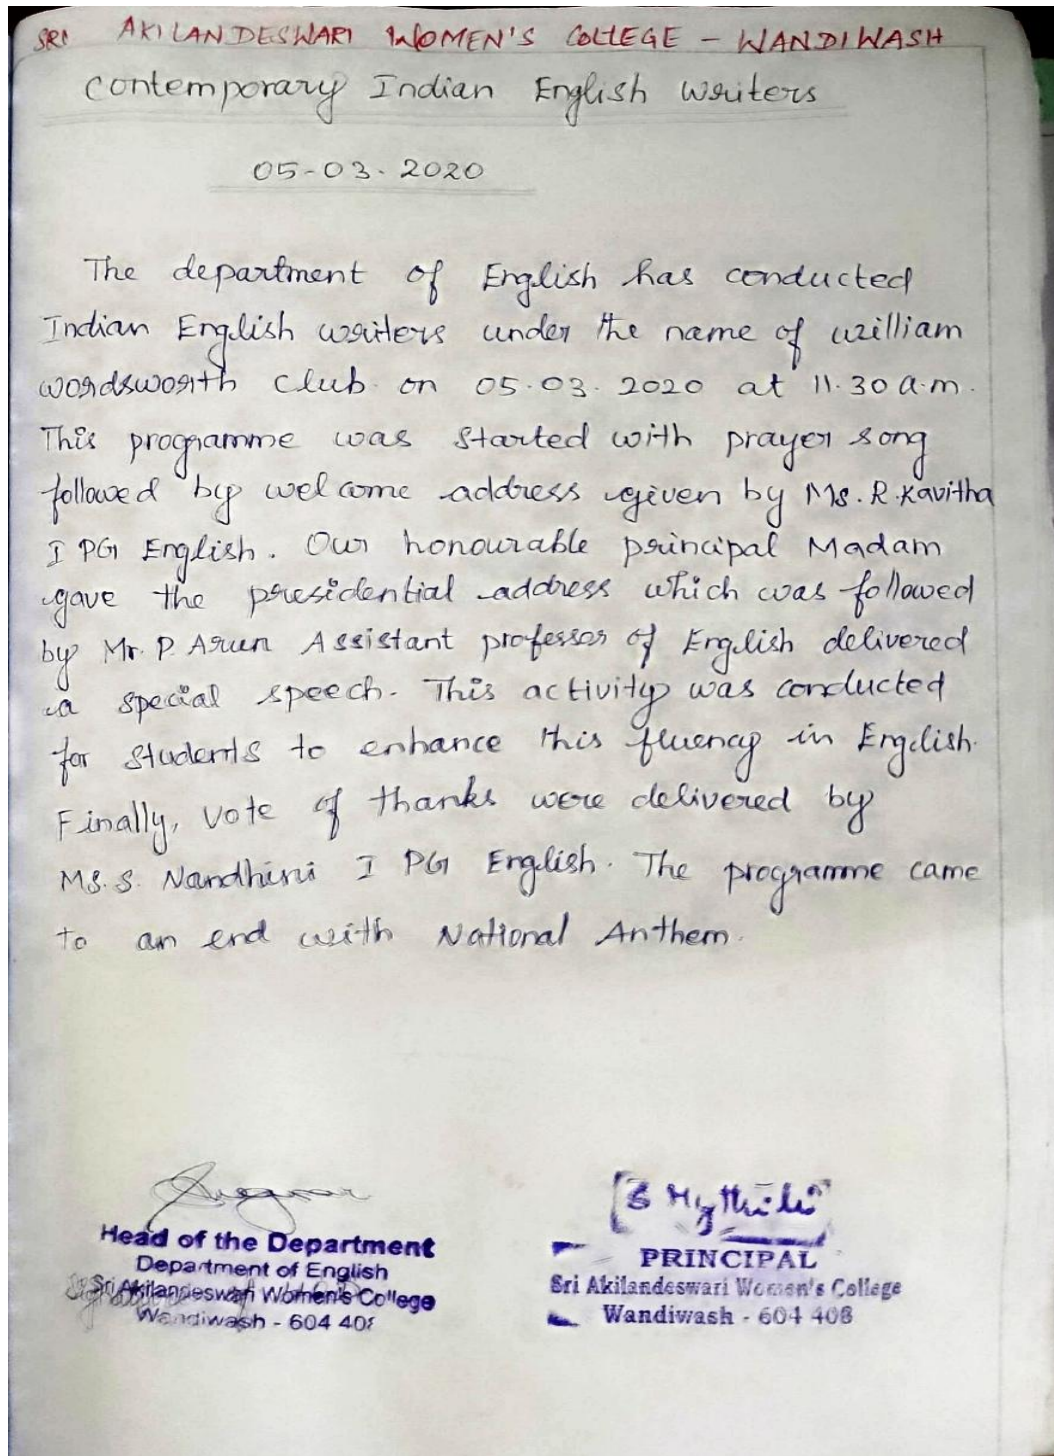 SRI AKILANDESWARI WOMEN'S COLLEGE - WANDIWASH
Contemporary Indian English Writers
05-03-2020
The department of English has conducted
Indian English writers under the name of william
wordsworth club on 05.03.2020 at 11.30 a.m.
This programme was started with prayer song
followed by welcome address given by Ms. R. Kavitha
I PG English. Our honourable principal Madam
gave the presidential address which was followed
by Mr. P. Arun Assistant professor of English delivered
a special speech. This activity was conducted
for students to enhance this fluency in English.
Finally, vote of thanks were delivered by
Ms. S. Nandhini I PG English. The programme came
to an end with National Anthem.
Head of the Department
Department of English
Sri Akilandeswari Women's College
Wandiwash - 604 408
S Mythili
PRINCIPAL
Sri Akilandeswari Women's College
Wandiwash - 604 408